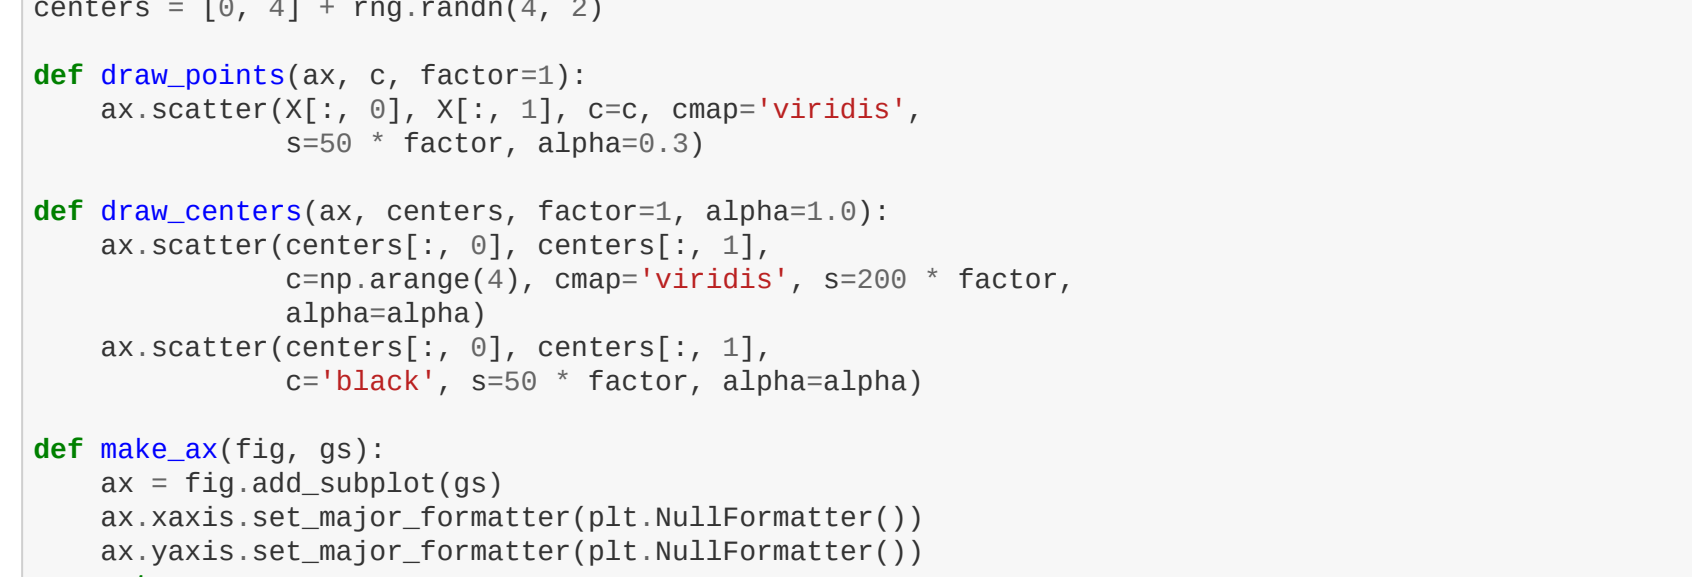 centers = [0, 4] + rng.randn(4, 2)

def draw_points(ax, c, factor=1):
    ax.scatter(X[:, 0], X[:, 1], c=c, cmap='viridis',
               s=50 * factor, alpha=0.3)

def draw_centers(ax, centers, factor=1, alpha=1.0):
    ax.scatter(centers[:, 0], centers[:, 1],
               c=np.arange(4), cmap='viridis', s=200 * factor,
               alpha=alpha)
    ax.scatter(centers[:, 0], centers[:, 1],
               c='black', s=50 * factor, alpha=alpha)

def make_ax(fig, gs):
    ax = fig.add_subplot(gs)
    ax.xaxis.set_major_formatter(plt.NullFormatter())
    ax.yaxis.set_major_formatter(plt.NullFormatter())